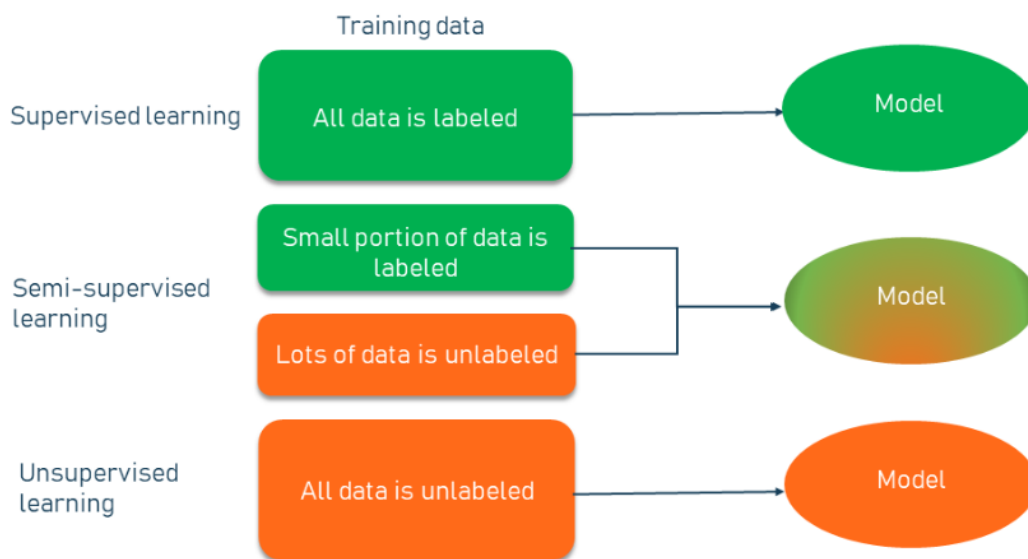 Training data
Supervised learning
All data is labeled
Model
Semi-supervised
learning
Small portion of data is
labeled
Lots of data is unlabeled
Model
Unsupervised
learning
All data is unlabeled
Model